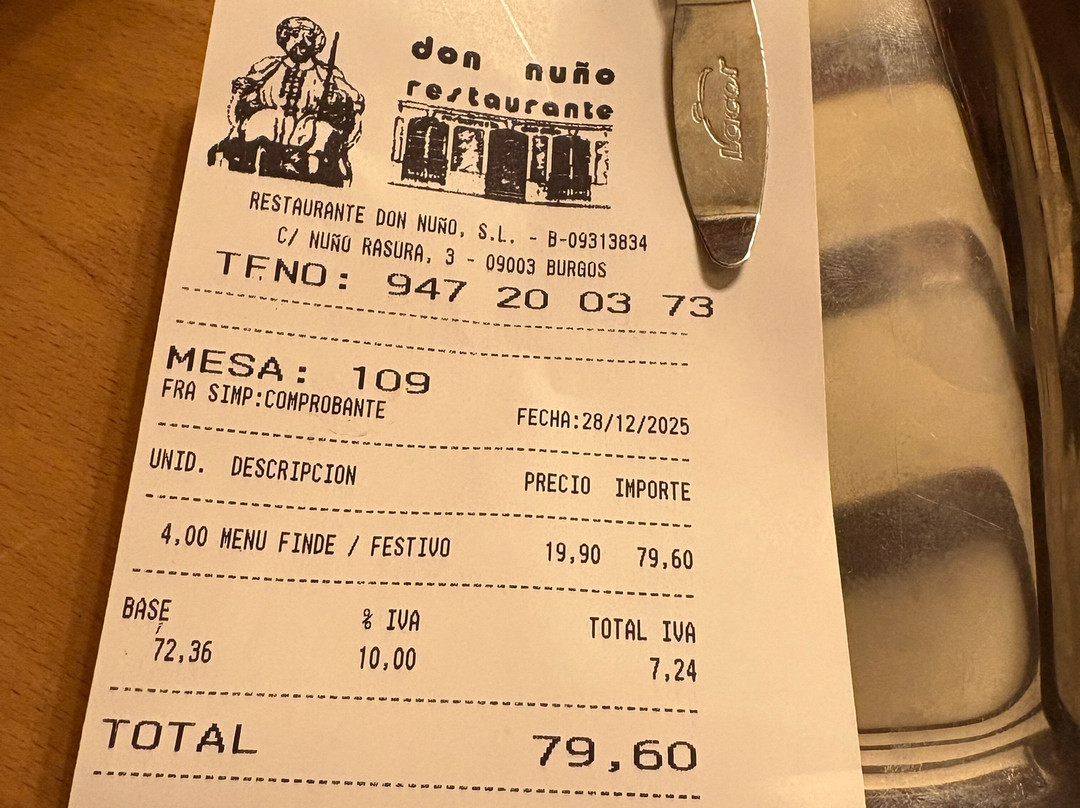 don nuño
restaurante
Lacor
RESTAURANTE DON NUÑO, S.L. - B-09313834
C/ NUÑO RASURA, 3 - 09003 BURGOS
TFNO: 947 20 03 73
MESA: 109
FRA SIMP:COMPROBANTE FECHA:28/12/2025
UNID. DESCRIPCION PRECIO IMPORTE
4,00 MENU FINDE / FESTIVO 19,90 79,60
BASE % IVA TOTAL IVA
72,36 10,00 7,24
TOTAL 79,60